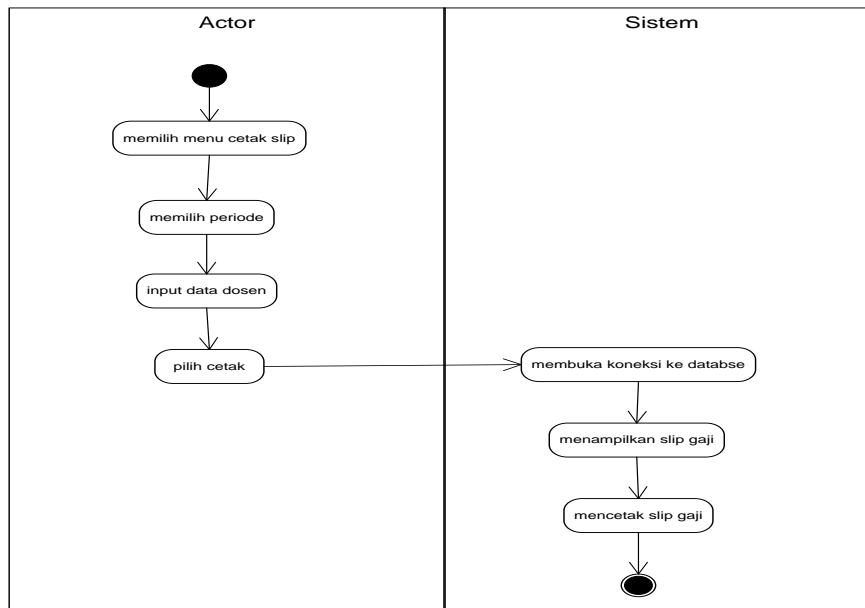 Actor
Sistem
memilih menu cetak slip
memilih periode
input data dosen
pilih cetak
membuka koneksi ke databse
menampilkan slip gaji
mencetak slip gaji